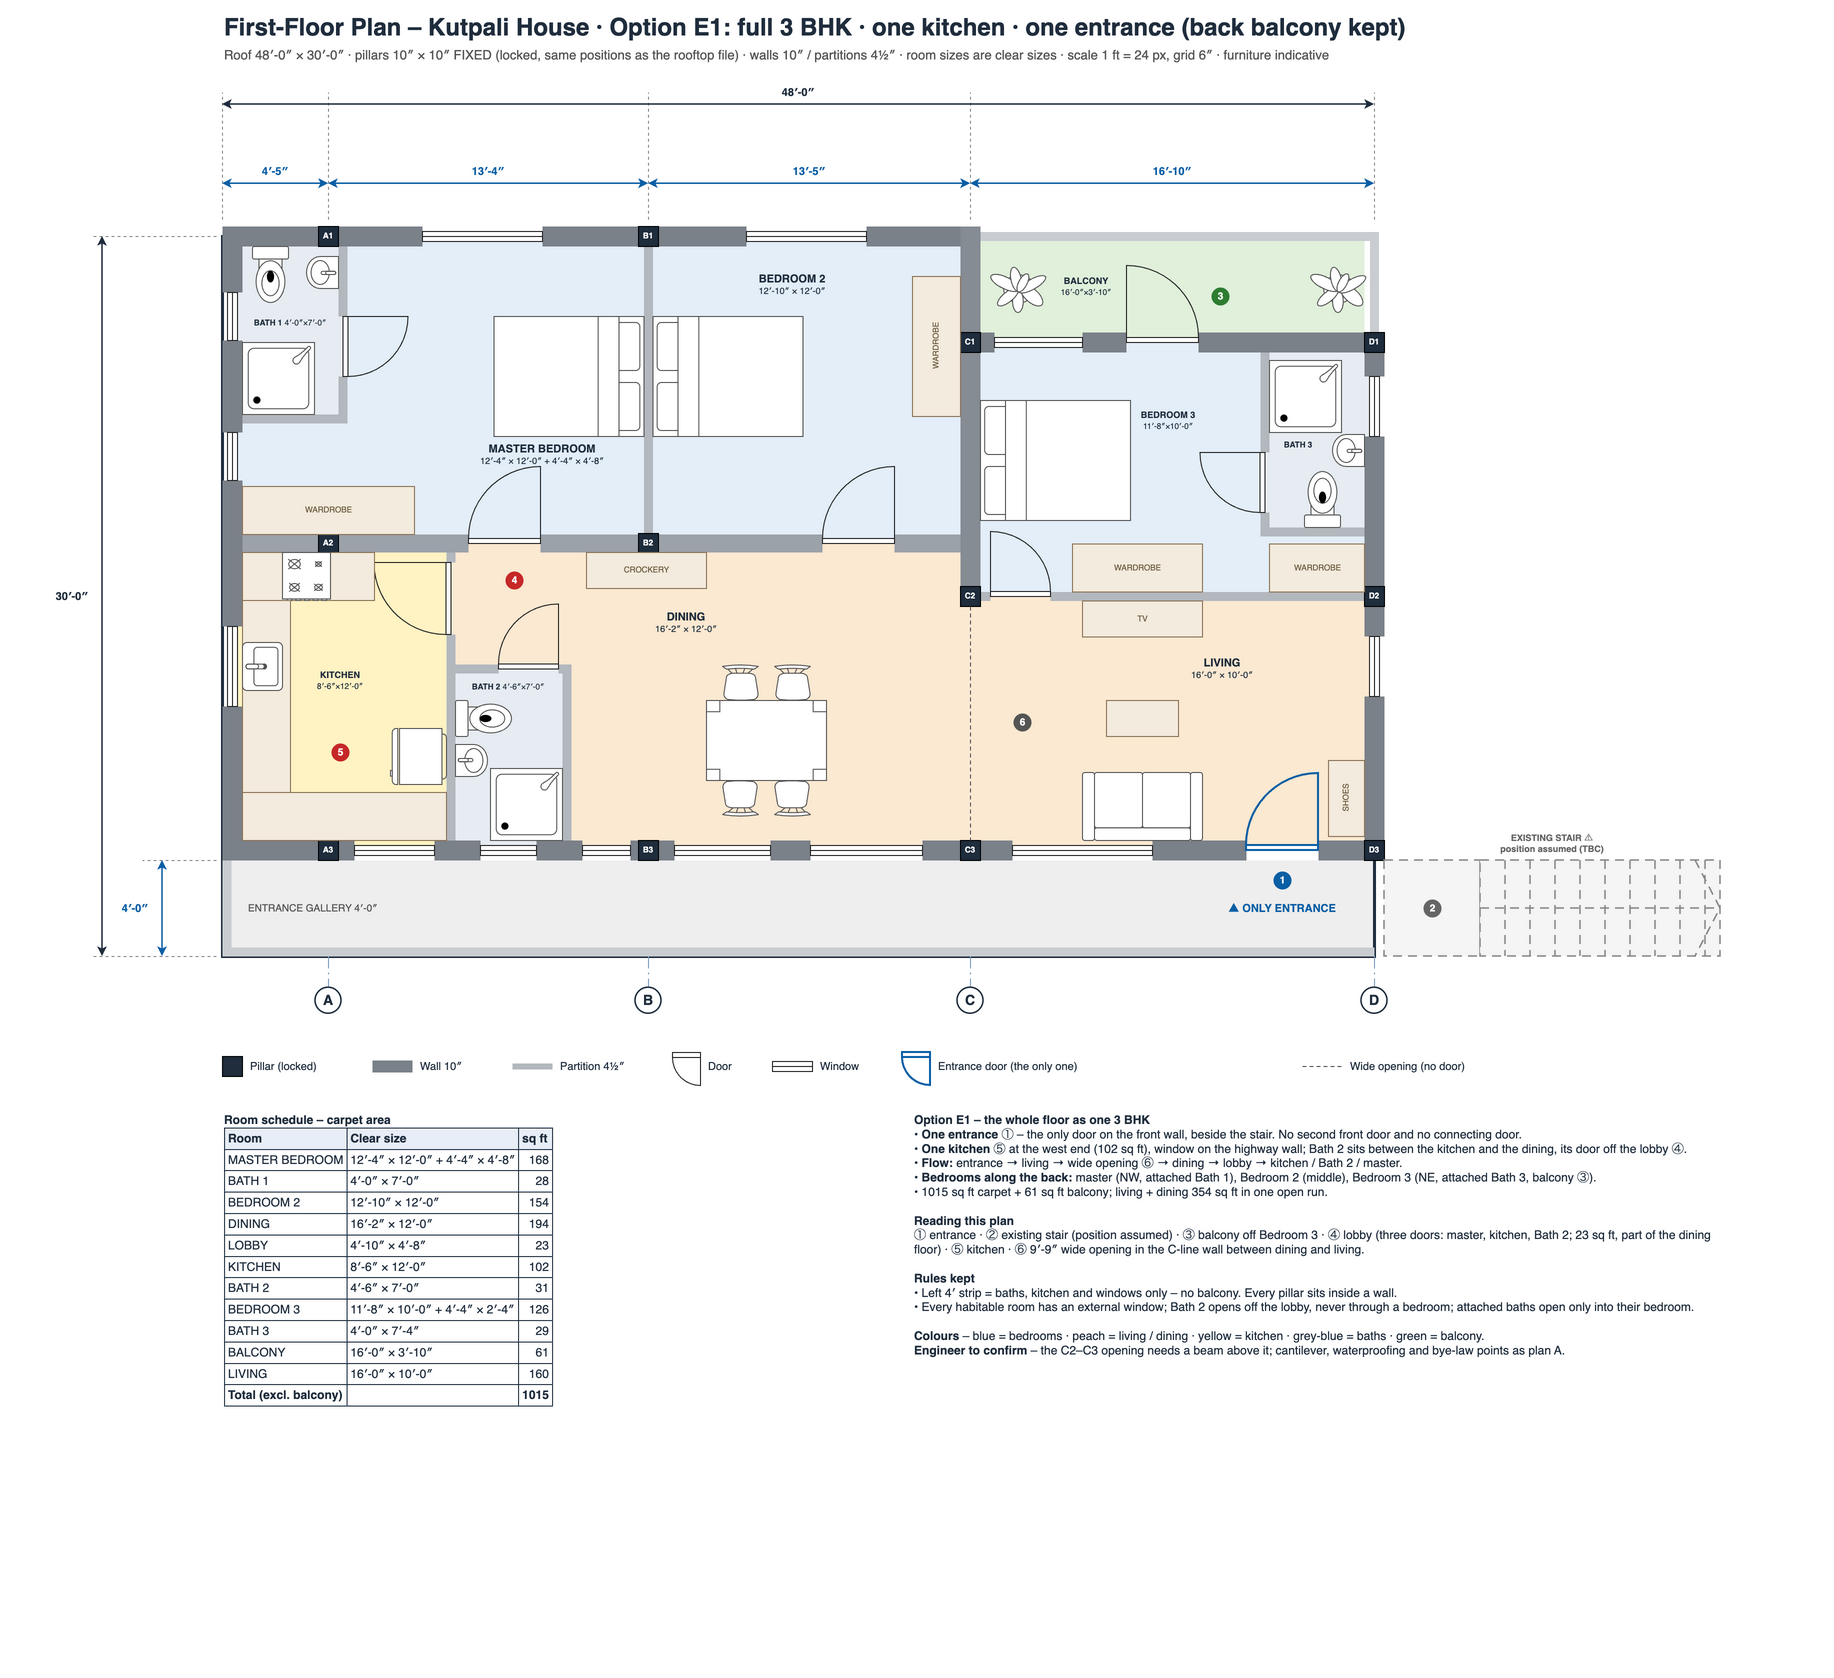 First-Floor Plan – Kutpali House · Option E1: full 3 BHK · one kitchen · one entrance (back balcony kept)
Roof 48′-0″ × 30′-0″ · pillars 10″ × 10″ FIXED (locked, same positions as the rooftop file) · walls 10″ / partitions 4½″ · room sizes are clear sizes · scale 1 ft = 24 px, grid 6″ · furniture indicative
48′-0″
4′-5″
13′-4″
13′-5″
16′-10″
A1
B1
BEDROOM 2
12′-10″ × 12′-0″
BALCONY
16′-0″×3′-10″
3
BATH 1 4′-0″×7′-0″
WARDROBE
C1
D1
BEDROOM 3
11′-8″×10′-0″
BATH 3
MASTER BEDROOM
12′-4″ × 12′-0″ + 4′-4″ × 4′-8″
WARDROBE
A2
B2
4
CROCKERY
WARDROBE
WARDROBE
30′-0″
C2
D2
DINING
16′-2″ × 12′-0″
TV
LIVING
16′-0″ × 10′-0″
KITCHEN
8′-6″×12′-0″
BATH 2 4′-6″×7′-0″
6
5
SHOES
EXISTING STAIR ⚠
position assumed (TBC)
A3
B3
C3
D3
1
4′-0″
ENTRANCE GALLERY 4′-0″
▲ ONLY ENTRANCE
2
A
B
C
D
Pillar (locked)
Wall 10″
Partition 4½″
Door
Window
Entrance door (the only one)
Wide opening (no door)
Room schedule – carpet area
Room Clear size sq ft
MASTER BEDROOM 12′-4″ × 12′-0″ + 4′-4″ × 4′-8″ 168
BATH 1 4′-0″ × 7′-0″ 28
BEDROOM 2 12′-10″ × 12′-0″ 154
DINING 16′-2″ × 12′-0″ 194
LOBBY 4′-10″ × 4′-8″ 23
KITCHEN 8′-6″ × 12′-0″ 102
BATH 2 4′-6″ × 7′-0″ 31
BEDROOM 3 11′-8″ × 10′-0″ + 4′-4″ × 2′-4″ 126
BATH 3 4′-0″ × 7′-4″ 29
BALCONY 16′-0″ × 3′-10″ 61
LIVING 16′-0″ × 10′-0″ 160
Total (excl. balcony) 1015
Option E1 – the whole floor as one 3 BHK
• One entrance ① – the only door on the front wall, beside the stair. No second front door and no connecting door.
• One kitchen ⑤ at the west end (102 sq ft), window on the highway wall; Bath 2 sits between the kitchen and the dining, its door off the lobby ④.
• Flow: entrance → living → wide opening ⑥ → dining → lobby → kitchen / Bath 2 / master.
• Bedrooms along the back: master (NW, attached Bath 1), Bedroom 2 (middle), Bedroom 3 (NE, attached Bath 3, balcony ③).
• 1015 sq ft carpet + 61 sq ft balcony; living + dining 354 sq ft in one open run.
Reading this plan
① entrance · ② existing stair (position assumed) · ③ balcony off Bedroom 3 · ④ lobby (three doors: master, kitchen, Bath 2; 23 sq ft, part of the dining
floor) · ⑤ kitchen · ⑥ 9′-9″ wide opening in the C-line wall between dining and living.
Rules kept
• Left 4′ strip = baths, kitchen and windows only – no balcony. Every pillar sits inside a wall.
• Every habitable room has an external window; Bath 2 opens off the lobby, never through a bedroom; attached baths open only into their bedroom.
Colours – blue = bedrooms · peach = living / dining · yellow = kitchen · grey-blue = baths · green = balcony.
Engineer to confirm – the C2–C3 opening needs a beam above it; cantilever, waterproofing and bye-law points as plan A.